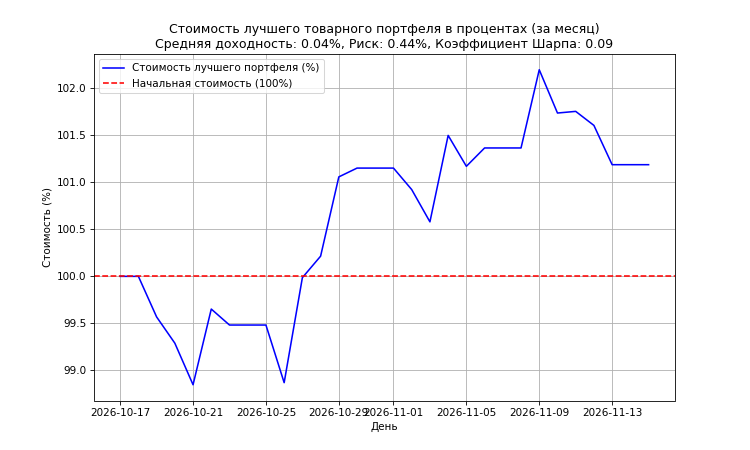 Стоимость лучшего товарного портфеля в процентах (за месяц)
Средняя доходность: 0.04%, Риск: 0.44%, Коэффициент Шарпа: 0.09
Стоимость лучшего портфеля (%)
Начальная стоимость (100%)
Стоимость (%)
102.0
101.5
101.0
100.5
100.0
99.5
99.0
2026-10-17 2026-10-21 2026-10-25 2026-10-29 2026-11-01 2026-11-05 2026-11-09 2026-11-13
День